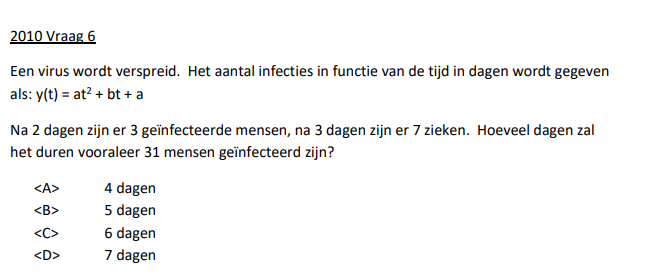 2010 Vraag 6
Een virus wordt verspreid. Het aantal infecties in functie van de tijd in dagen wordt gegeven
als: y(t) = at² + bt + a
Na 2 dagen zijn er 3 geïnfecteerde mensen, na 3 dagen zijn er 7 zieken. Hoeveel dagen zal
het duren vooraleer 31 mensen geïnfecteerd zijn?
<A> 4 dagen
<B> 5 dagen
<C> 6 dagen
<D> 7 dagen